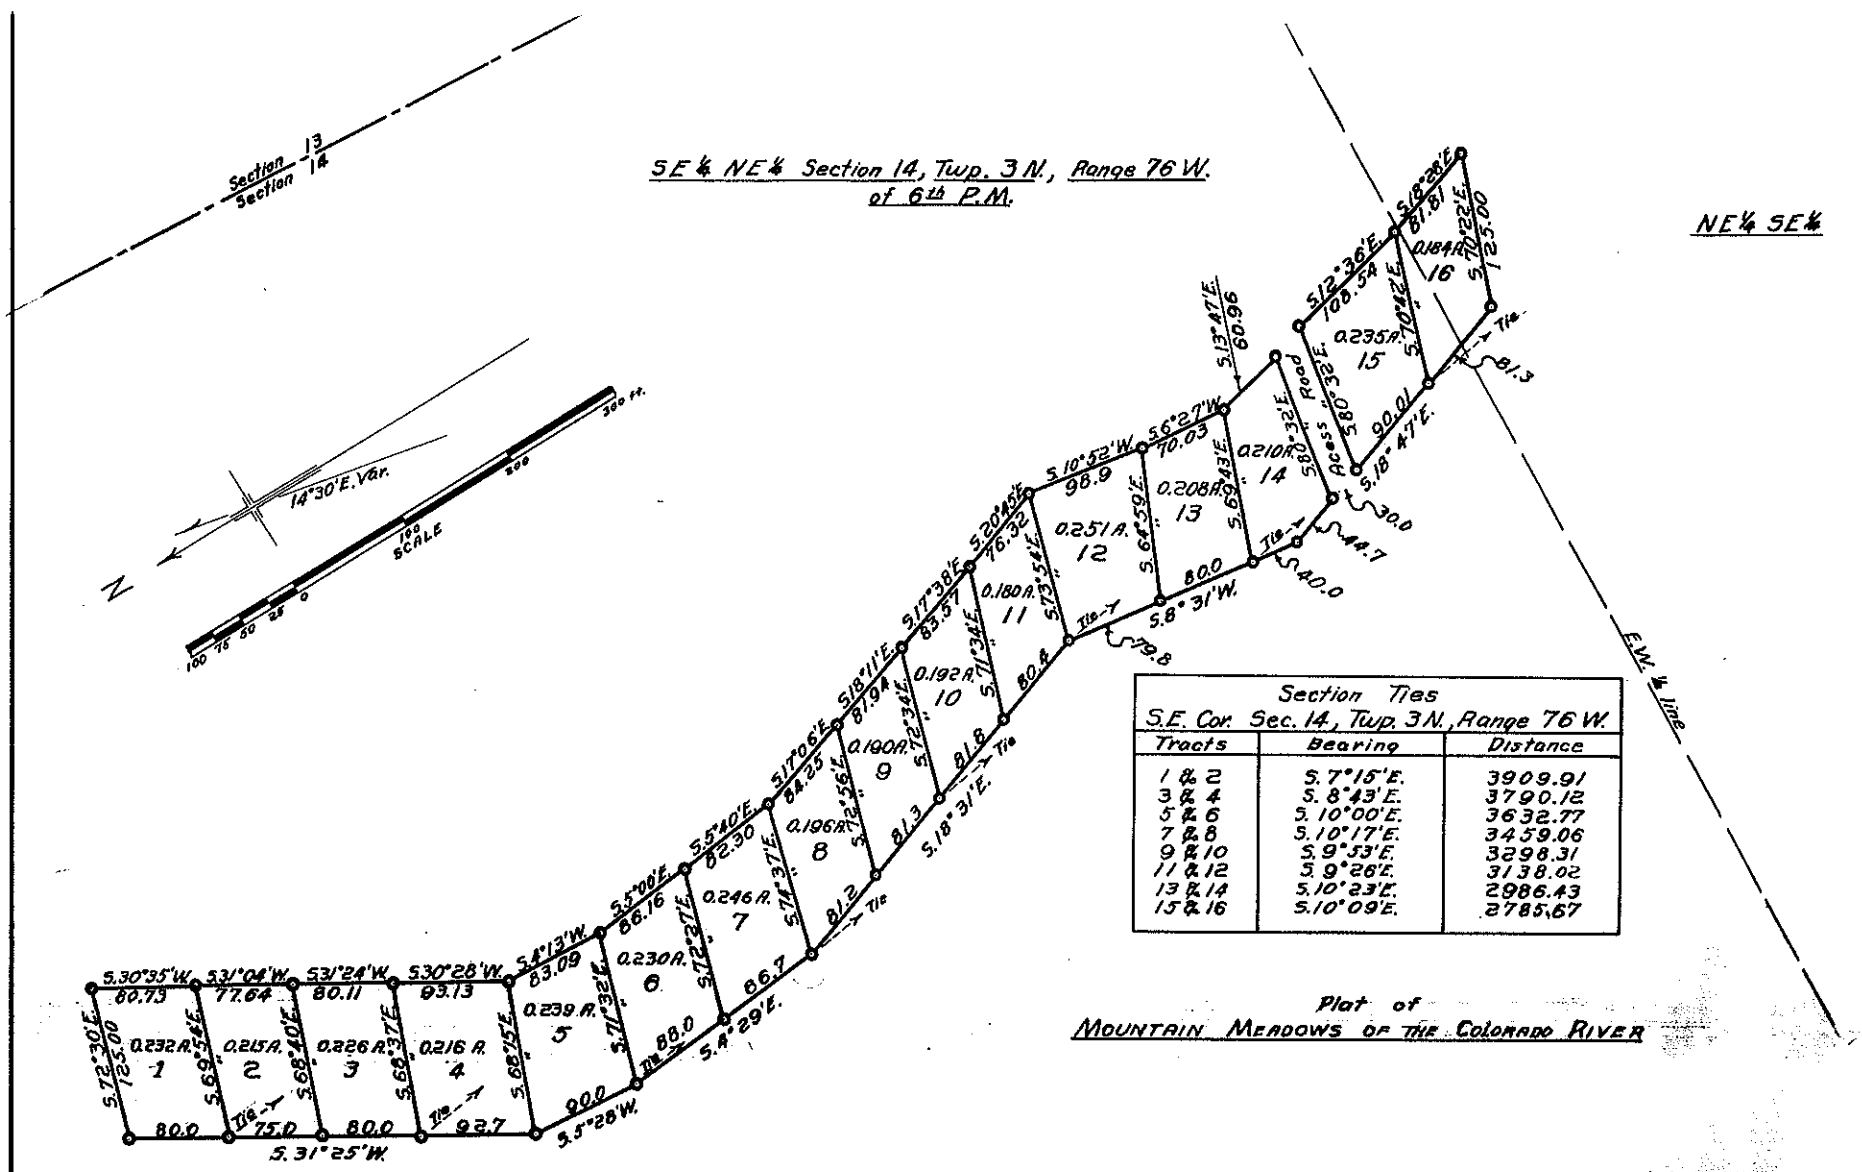 Section 13
Section 14
SE ¼ NE ¼ Section 14, Twp. 3 N., Range 76 W.
of 6th P.M.
NE ¼ SE ¼
14°30'E. Var.
N
100 75 50 25 0 100 200 300 Ft.
SCALE
S.30°35'W. 80.73
S.31°04'W. 77.64
S.31°24'W. 80.11
S.30°28'W. 93.13
S.4°13'W. 83.09
S.5°00'E. 86.16
S.5°40'E. 82.30
S.17°06'E. 84.25
S.18°11'E. 81.94
S.17°38'E. 83.57
S.20°45'E. 76.32
S.10°52'W. 98.9
S.6°27'W. 70.03
S.13°47'E. 60.96
S.12°36'E. 108.54
S.18°28'E. 81.81
S.72°30'E. 125.00
0.232A. 1
S.69°54'E. "
0.215A. 2
S.68°40'E. "
0.226A. 3
S.68°37'E. "
0.216 A. 4
S.68°15'E. "
0.239 A. 5
S.71°32'E. "
0.230A. 6
S.72°27'E. "
0.246A. 7
S.74°37'E. "
0.196A. 8
S.72°56'E. "
0.190A. 9
S.72°34'E. "
0.192A. 10
S.71°34'E. "
0.180A. 11
S.73°54'E. "
0.251A. 12
S.64°59'E. "
0.208A. 13
S.69°43'E. "
0.210A. 14
S.80°32'E. "
Access Road
S.80°32'E. "
0.235A. 15
S.70°42'E. "
0.184A. 16
S.70°22'E. 125.00
80.0
75.0
80.0
92.7
S.31°25'W.
90.0
S.5°28'W.
88.0
86.7
S.4°29'E.
81.2
81.3
81.8
80.4
S.18°31'E.
79.8
80.0
S.8°31'W.
40.0
44.7
30.0
90.01
S.18°47'E.
81.3
Tie
Tie
Tie
Tie
Tie
Tie
Tie
Tie
E.W. ¼ line
Section Ties
S.E. Cor. Sec. 14, Twp. 3 N., Range 76 W.
Tracts Bearing Distance
1 & 2 S. 7°15'E. 3909.91
3 & 4 S. 8°43'E. 3790.12
5 & 6 S. 10°00'E. 3632.77
7 & 8 S. 10°17'E. 3459.06
9 & 10 S. 9°53'E. 3298.31
11 & 12 S. 9°26'E. 3138.02
13 & 14 S. 10°23'E. 2986.43
15 & 16 S. 10°09'E. 2785.67
Plat of
MOUNTAIN MEADOWS OF THE COLORADO RIVER